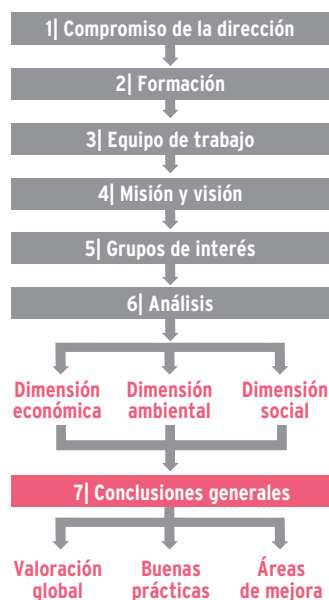 1| Compromiso de la dirección
2| Formación
3| Equipo de trabajo
4| Misión y visión
5| Grupos de interés
6| Análisis
Dimensión económica
Dimensión ambiental
Dimensión social
7| Conclusiones generales
Valoración global
Buenas prácticas
Áreas de mejora